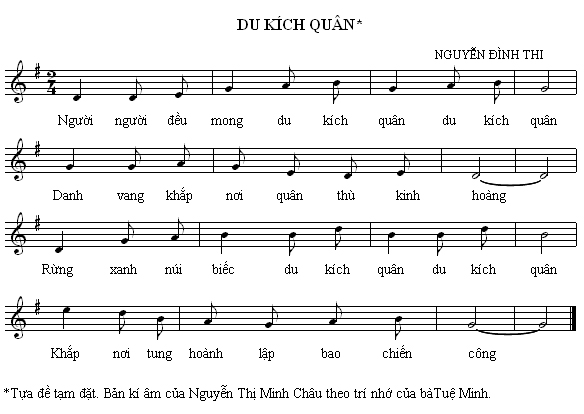 DU KÍCH QUÂN*
NGUYỄN ĐÌNH THI
2
4
Người người đều mong du kích quân du kích quân
Danh vang khắp nơi quân thù kinh hoàng
Rừng xanh núi biếc du kích quân du kích quân
Khắp nơi tung hoành lập bao chiến công
*Tựa đề tạm đặt. Bản kí âm của Nguyễn Thị Minh Châu theo trí nhớ của bàTuệ Minh.